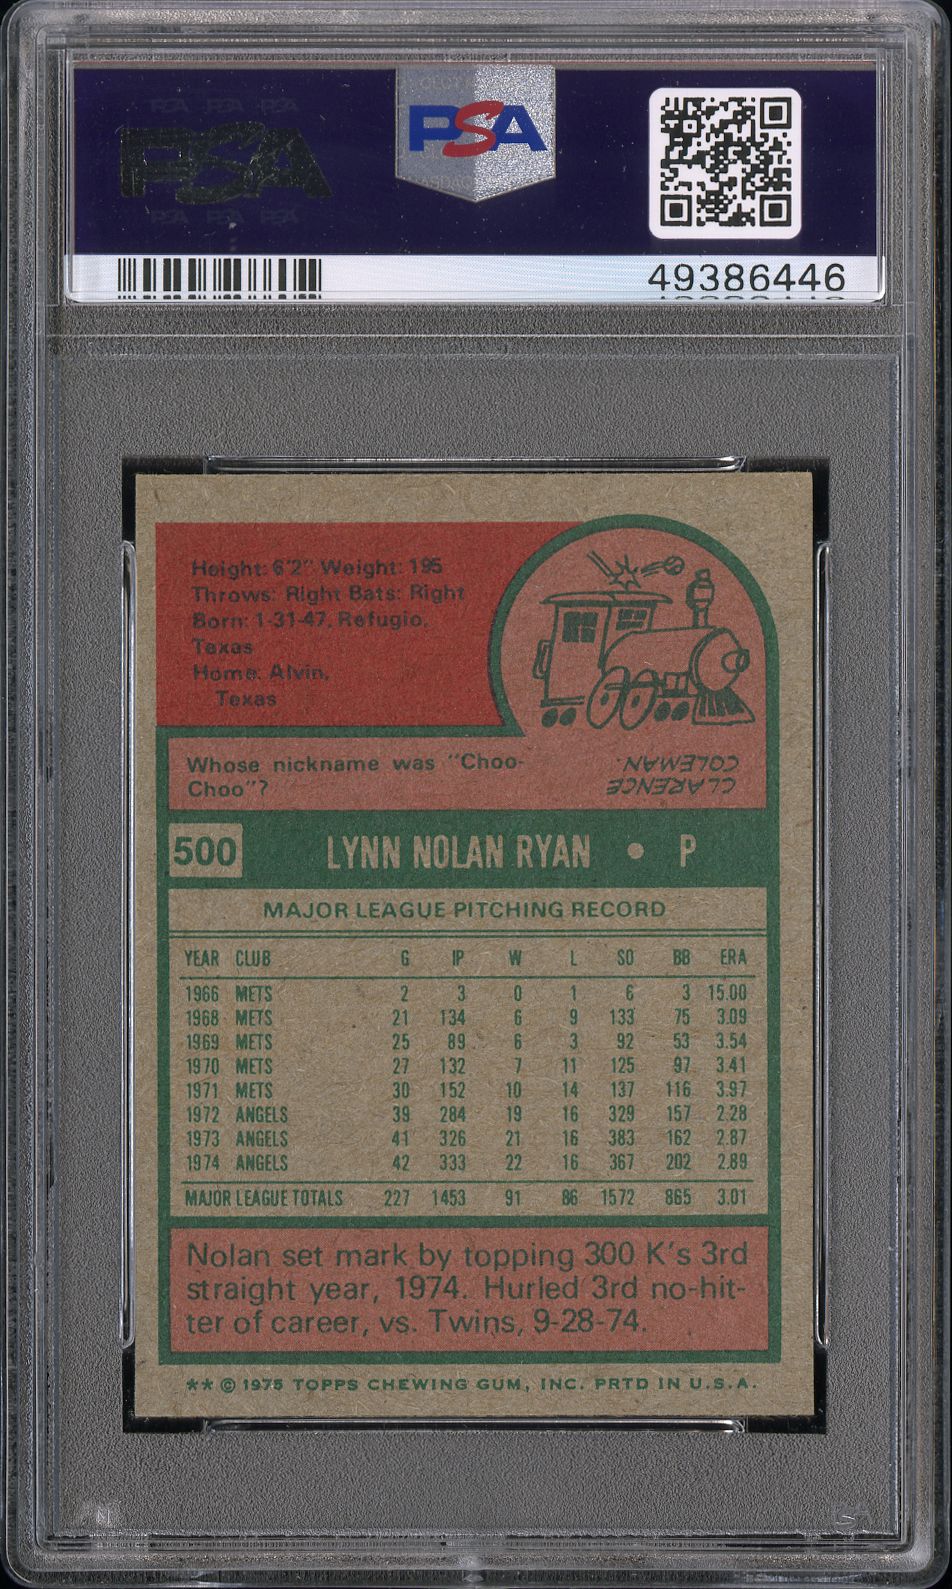 PSA
PSA PSA PSA
PSA
PSA PSA PSA
49386446
Height: 6'2" Weight: 195
Throws: Right Bats: Right
Born: 1-31-47, Refugio,
Texas
Home: Alvin,
Texas
Whose nickname was "Choo-
Choo"?
CLARENCE
COLEMAN.
500 LYNN NOLAN RYAN • P
MAJOR LEAGUE PITCHING RECORD
YEAR CLUB G IP W L SO BB ERA
1966 METS 2 3 0 1 6 3 15.00
1968 METS 21 134 6 9 133 75 3.09
1969 METS 25 89 6 3 92 53 3.54
1970 METS 27 132 7 11 125 97 3.41
1971 METS 30 152 10 14 137 116 3.97
1972 ANGELS 39 284 19 16 329 157 2.28
1973 ANGELS 41 326 21 16 383 162 2.87
1974 ANGELS 42 333 22 16 367 202 2.89
MAJOR LEAGUE TOTALS 227 1453 91 86 1572 865 3.01
Nolan set mark by topping 300 K's 3rd
straight year, 1974. Hurled 3rd no-hit-
ter of career, vs. Twins, 9-28-74.
** © 1975 TOPPS CHEWING GUM, INC. PRTD IN U.S.A.